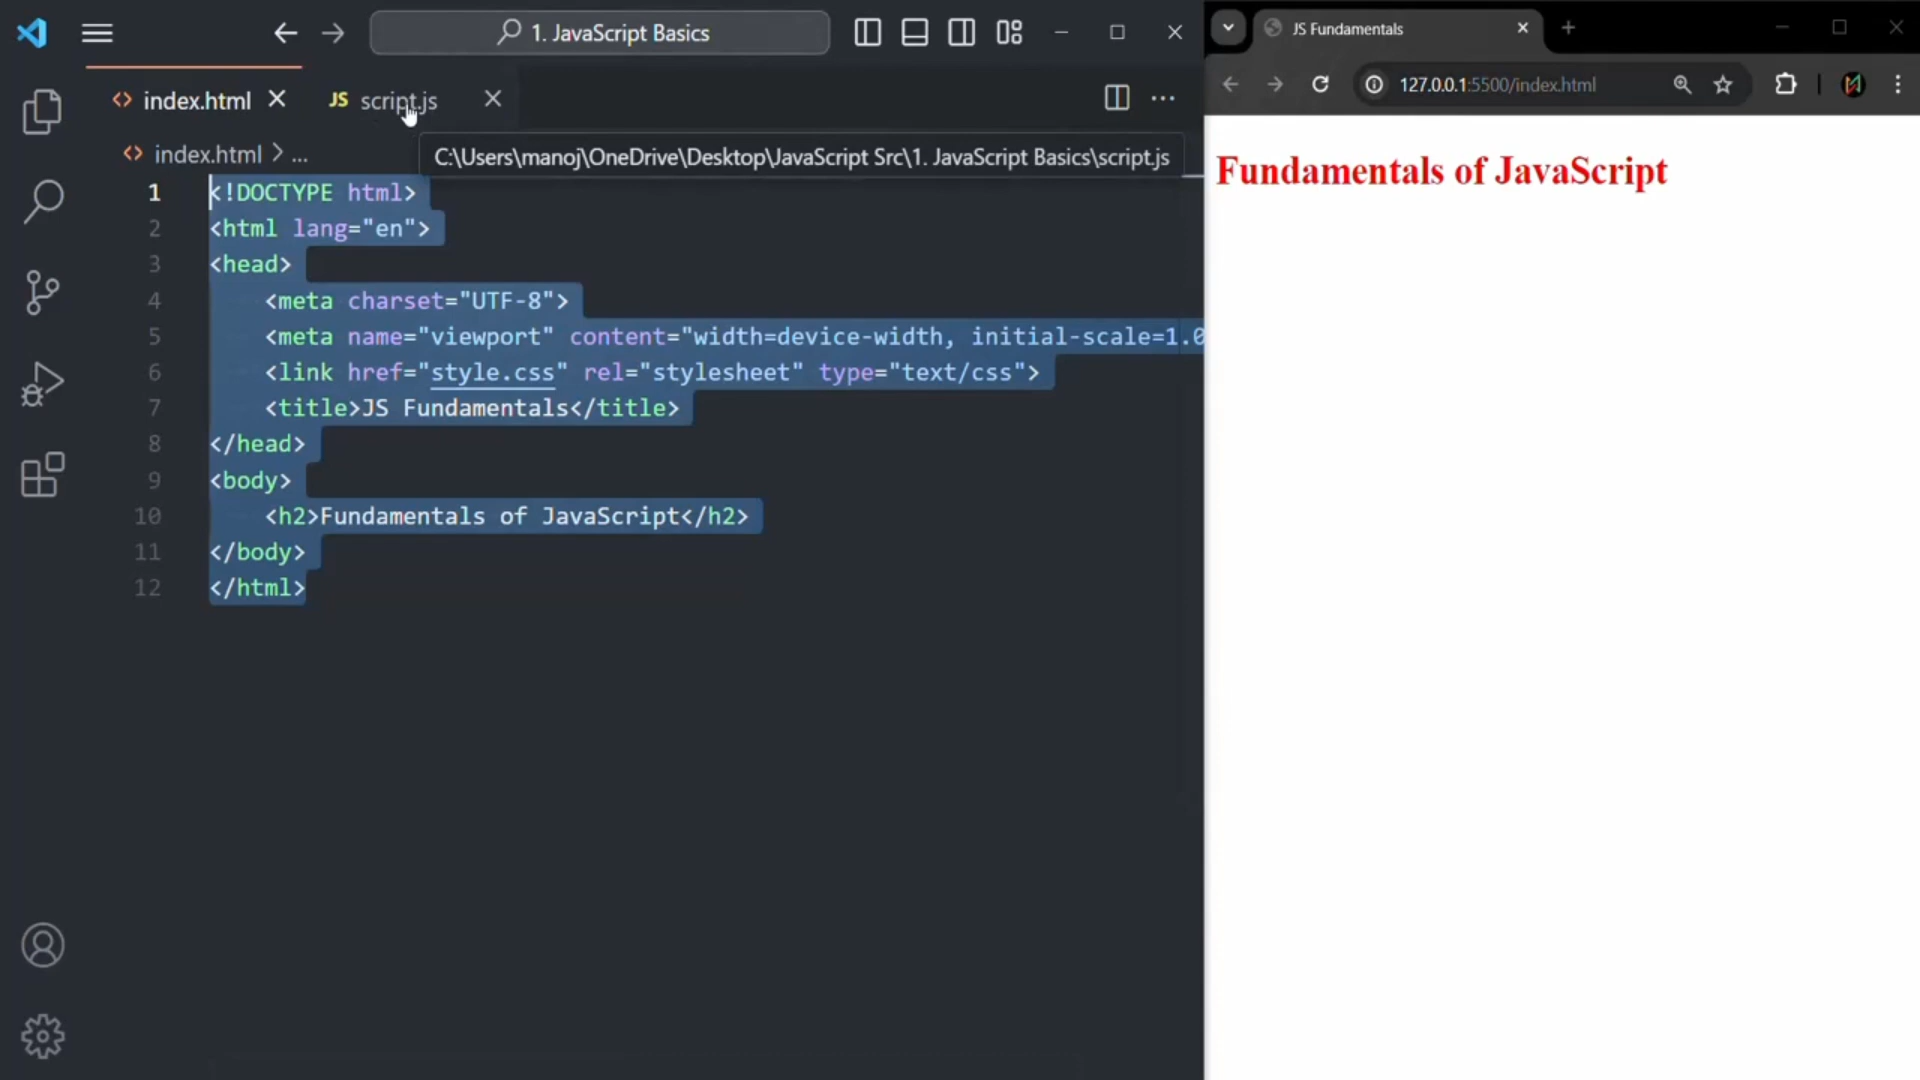 1. JavaScript Basics
index.html
JS script.js
index.html > ...
C:\Users\manoj\OneDrive\Desktop\JavaScript Src\1. JavaScript Basics\script.js
1 <!DOCTYPE html>
2 <html lang="en">
3 <head>
4 <meta charset="UTF-8">
5 <meta name="viewport" content="width=device-width, initial-scale=1.0
6 <link href="style.css" rel="stylesheet" type="text/css">
7 <title>JS Fundamentals</title>
8 </head>
9 <body>
10 <h2>Fundamentals of JavaScript</h2>
11 </body>
12 </html>
JS Fundamentals
127.0.0.1:5500/index.html
Fundamentals of JavaScript